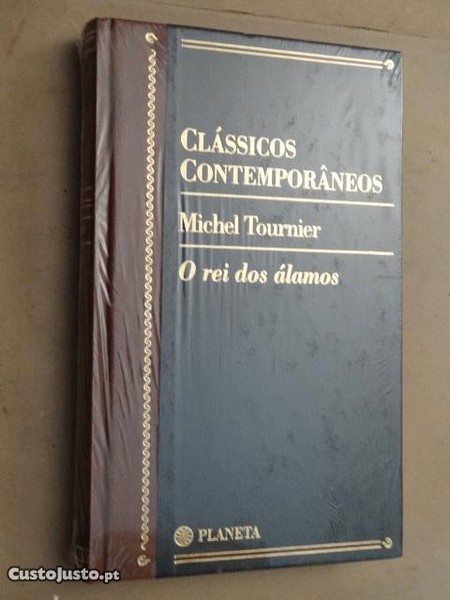 CLÁSSICOS
CONTEMPORÂNEOS
Michel Tournier
O rei dos álamos
PLANETA
CustoJusto.pt